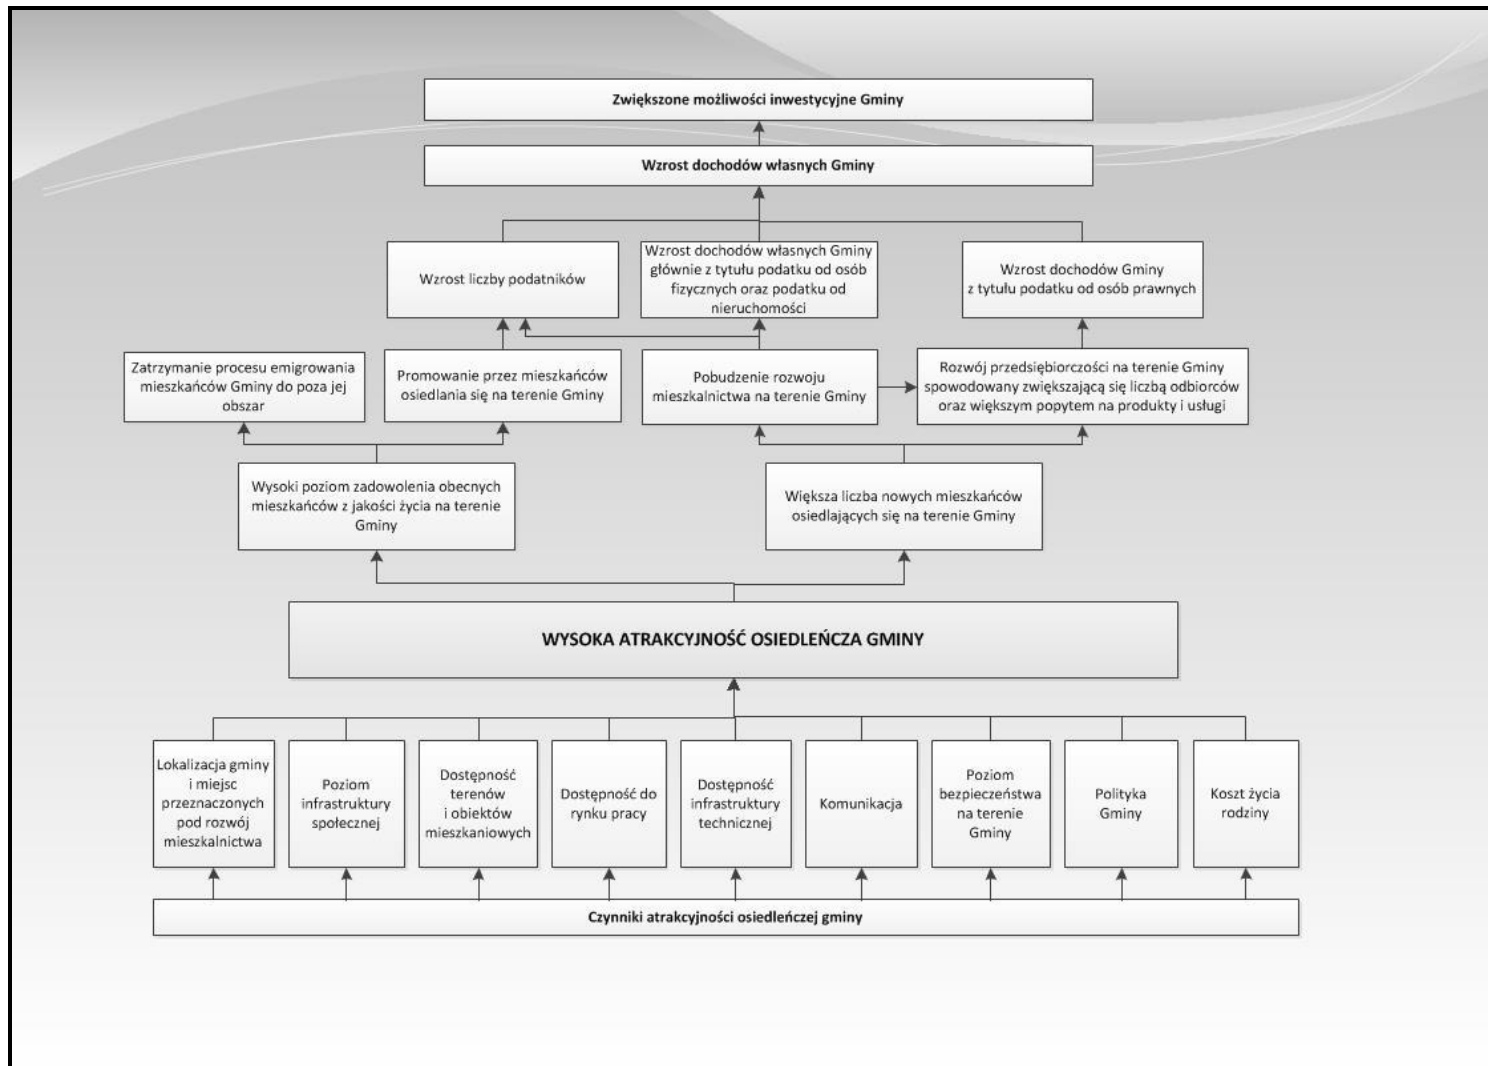 Zwiększone możliwości inwestycyjne Gminy
Wzrost dochodów własnych Gminy
Wzrost liczby podatników
Wzrost dochodów własnych Gminy
głównie z tytułu podatku od osób
fizycznych oraz podatku od
nieruchomości
Wzrost dochodów Gminy
z tytułu podatku od osób prawnych
Zatrzymanie procesu emigrowania
mieszkańców Gminy do poza jej
obszar
Promowanie przez mieszkańców
osiedlania się na terenie Gminy
Pobudzenie rozwoju
mieszkalnictwa na terenie Gminy
Rozwój przedsiębiorczości na terenie Gminy
spowodowany zwiększającą się liczbą odbiorców
oraz większym popytem na produkty i usługi
Wysoki poziom zadowolenia obecnych
mieszkańców z jakości życia na terenie
Gminy
Większa liczba nowych mieszkańców
osiedlających się na terenie Gminy
WYSOKA ATRAKCYJNOŚĆ OSIEDLEŃCZA GMINY
Lokalizacja gminy
i miejsc
przeznaczonych
pod rozwój
mieszkalnictwa
Poziom
infrastruktury
społecznej
Dostępność
terenów
i obiektów
mieszkaniowych
Dostępność do
rynku pracy
Dostępność
infrastruktury
technicznej
Komunikacja
Poziom
bezpieczeństwa
na terenie
Gminy
Polityka
Gminy
Koszt życia
rodziny
Czynniki atrakcyjności osiedleńczej gminy